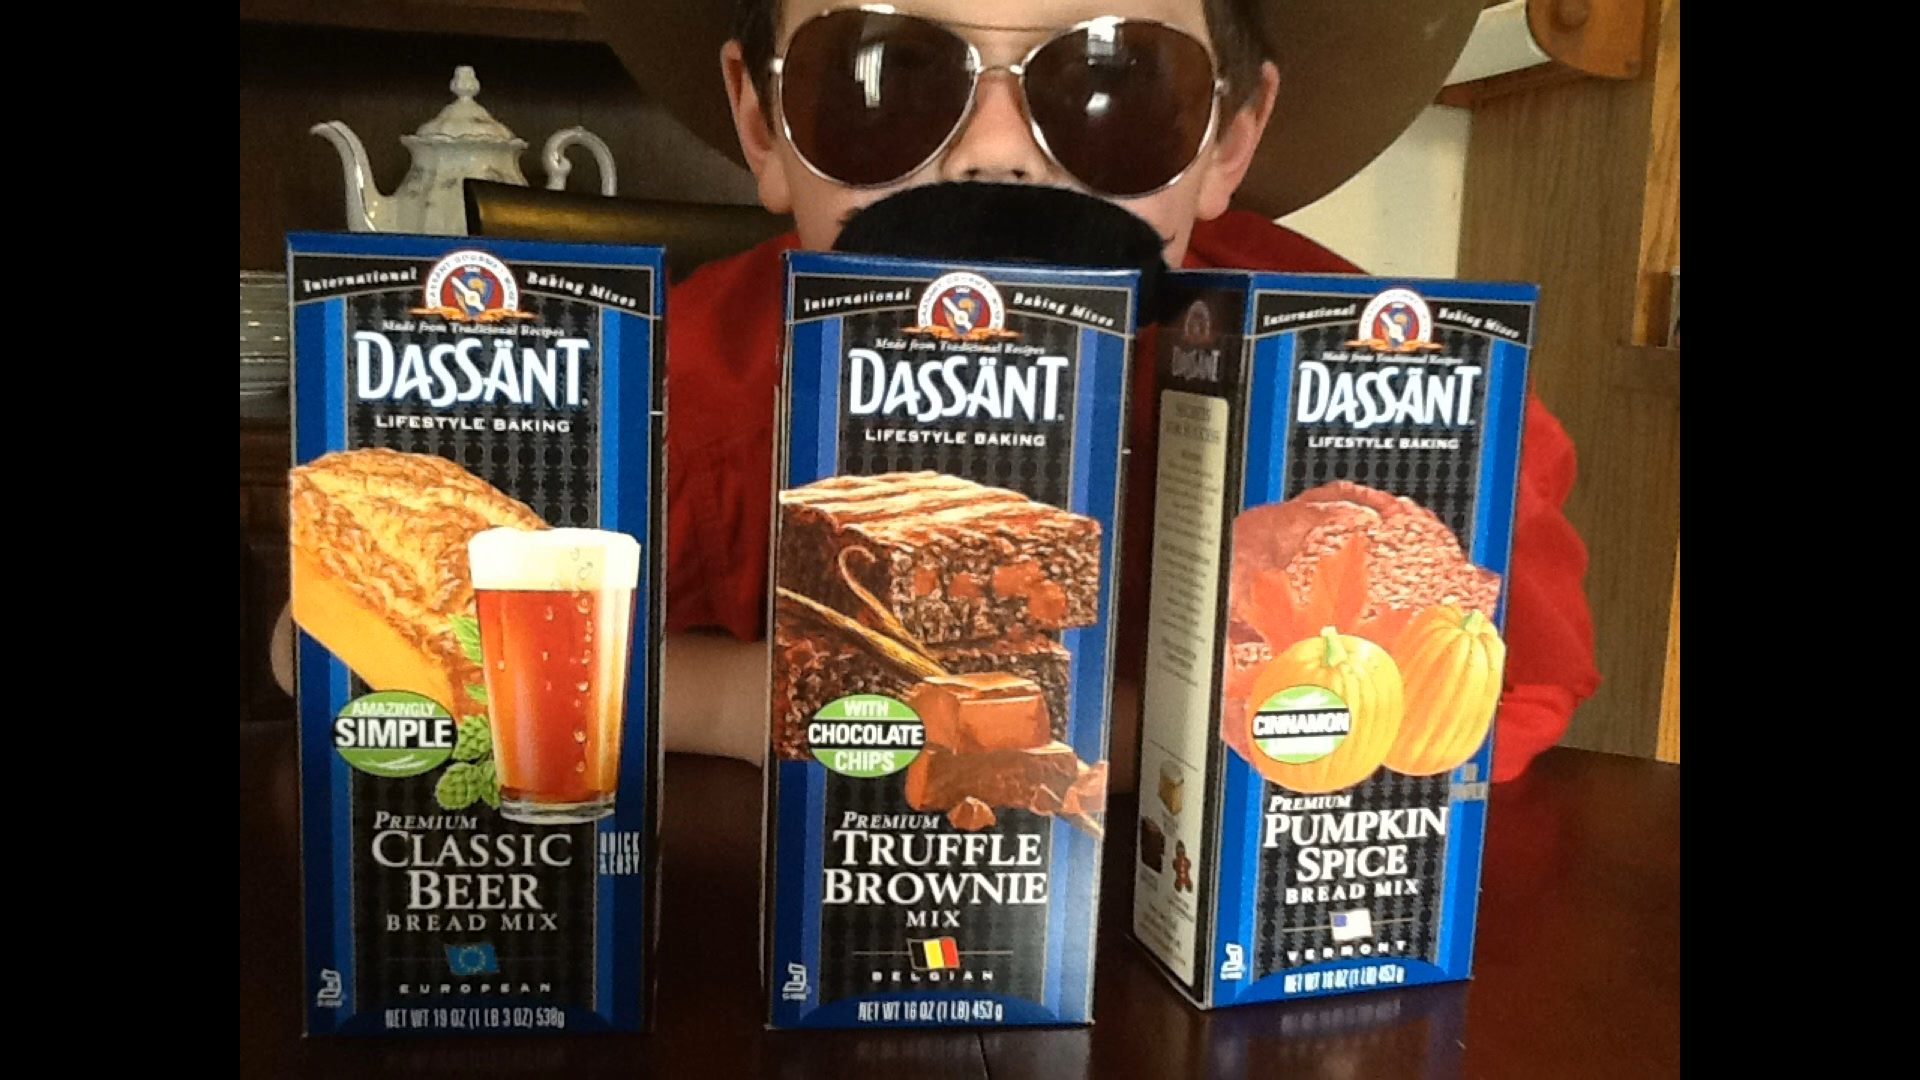 International Baking Mixes
Made from Traditional Recipes
DASSÄNT
LIFESTYLE BAKING
AMAZINGLY
SIMPLE
PREMIUM
CLASSIC
BEER
BREAD MIX
QUICK
& EASY
EUROPEAN
NET WT 19 OZ (1 LB 3 OZ) 538g
International Baking Mixes
Made from Traditional Recipes
DASSÄNT
LIFESTYLE BAKING
WITH
CHOCOLATE
CHIPS
PREMIUM
TRUFFLE
BROWNIE
MIX
BELGIAN
NET WT 16 OZ (1 LB) 453 g
DASSÄNT
International Baking Mixes
Made from Traditional Recipes
DASSÄNT
LIFESTYLE BAKING
CINNAMON
PREMIUM
PUMPKIN
SPICE
BREAD MIX
VERMONT
NET WT 16 OZ (1 LB) 453 g